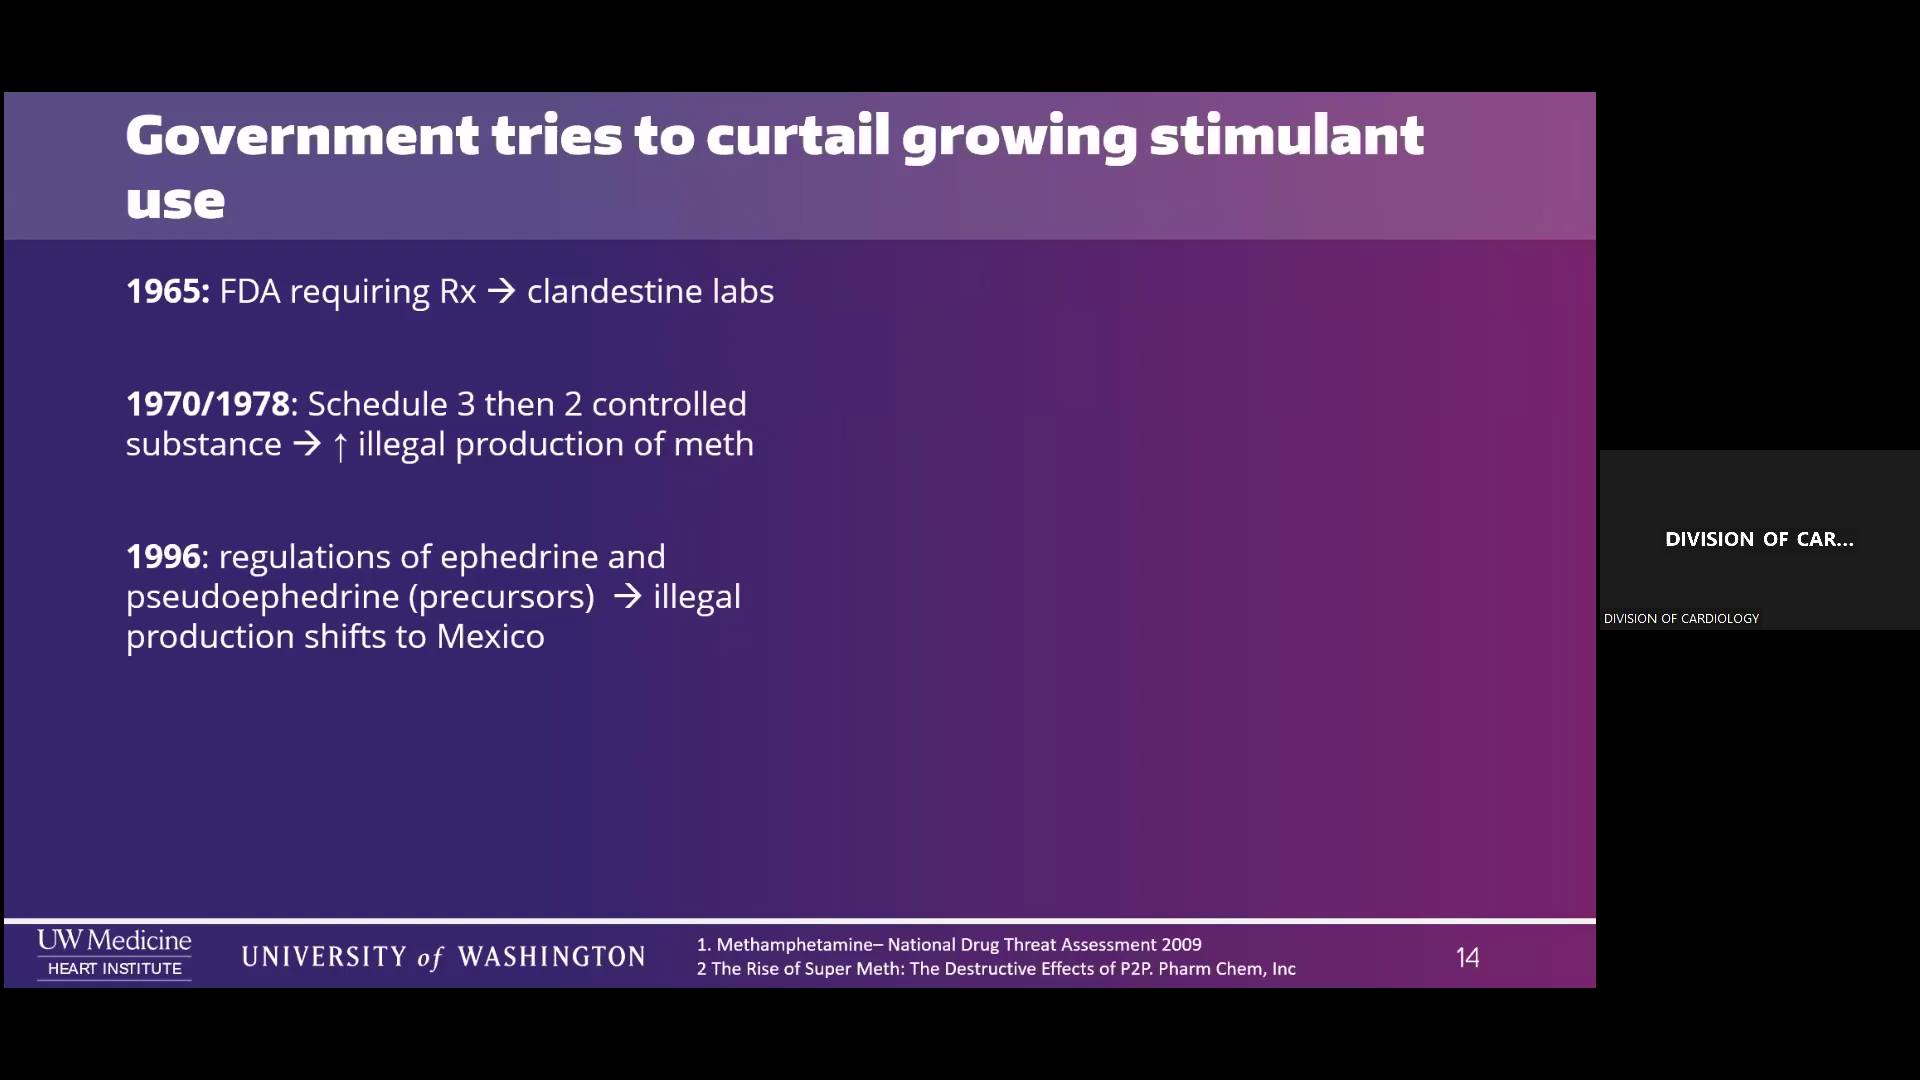 Government tries to curtail growing stimulant
use
1965: FDA requiring Rx → clandestine labs
1970/1978: Schedule 3 then 2 controlled
substance → ↑ illegal production of meth
1996: regulations of ephedrine and
pseudoephedrine (precursors)  → illegal
production shifts to Mexico
DIVISION OF CAR...
DIVISION OF CARDIOLOGY
UW Medicine
HEART INSTITUTE
UNIVERSITY of WASHINGTON
1. Methamphetamine– National Drug Threat Assessment 2009
2 The Rise of Super Meth: The Destructive Effects of P2P. Pharm Chem, Inc
14